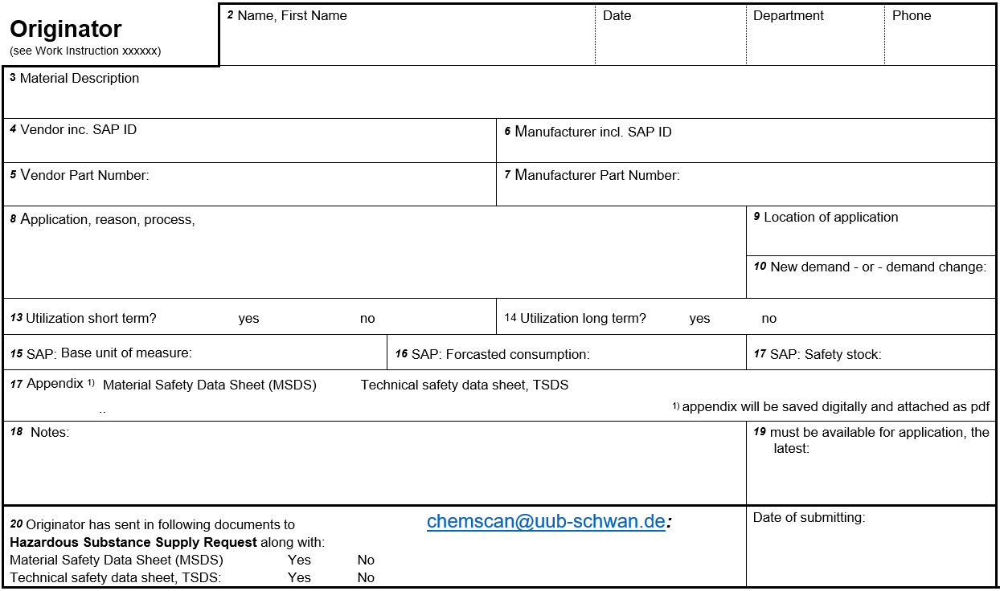 Originator
(see Work Instruction xxxxxx)
2 Name, First Name
Date
Department
Phone
3 Material Description
4 Vendor inc. SAP ID
6 Manufacturer incl. SAP ID
5 Vendor Part Number:
7 Manufacturer Part Number:
8 Application, reason, process,
9 Location of application
10 New demand - or - demand change:
13 Utilization short term? yes no
14 Utilization long term? yes no
15 SAP: Base unit of measure:
16 SAP: Forcasted consumption:
17 SAP: Safety stock:
17 Appendix 1) Material Safety Data Sheet (MSDS) Technical safety data sheet, TSDS
..
1) appendix will be saved digitally and attached as pdf
18 Notes:
19 must be available for application, the
latest:
20 Originator has sent in following documents to chemscan@uub-schwan.de:
Hazardous Substance Supply Request along with:
Material Safety Data Sheet (MSDS) Yes No
Technical safety data sheet, TSDS: Yes No
Date of submitting: